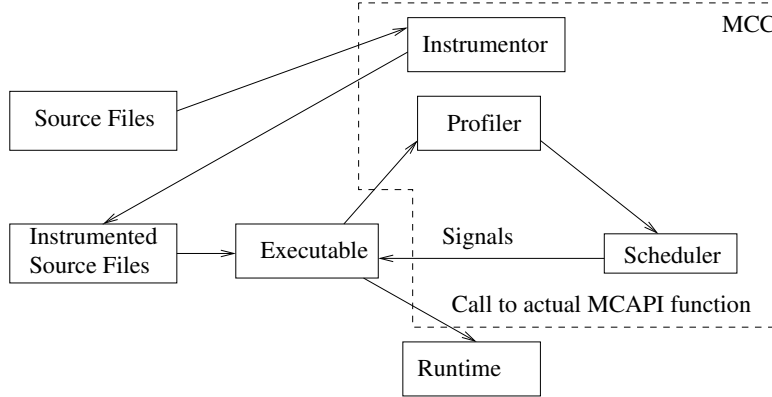 MCC
Instrumentor
Source Files
Profiler
Instrumented
Source Files
Executable
Signals
Scheduler
Call to actual MCAPI function
Runtime